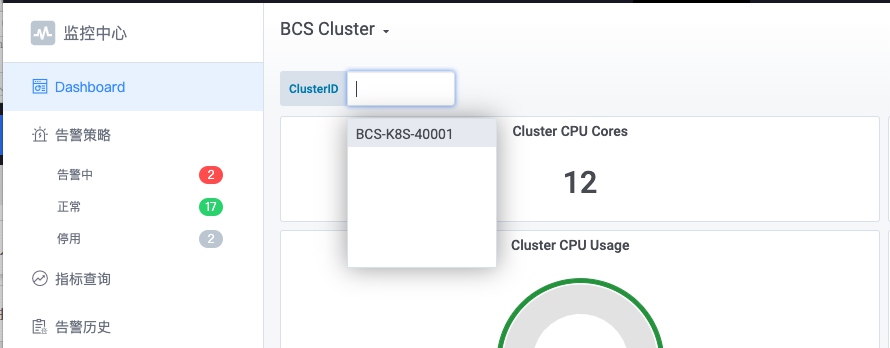 监控中心
BCS Cluster
Dashboard
ClusterID
告警策略
BCS-K8S-40001
Cluster CPU Cores
告警中 2
12
正常 17
停用 2
Cluster CPU Usage
指标查询
告警历史